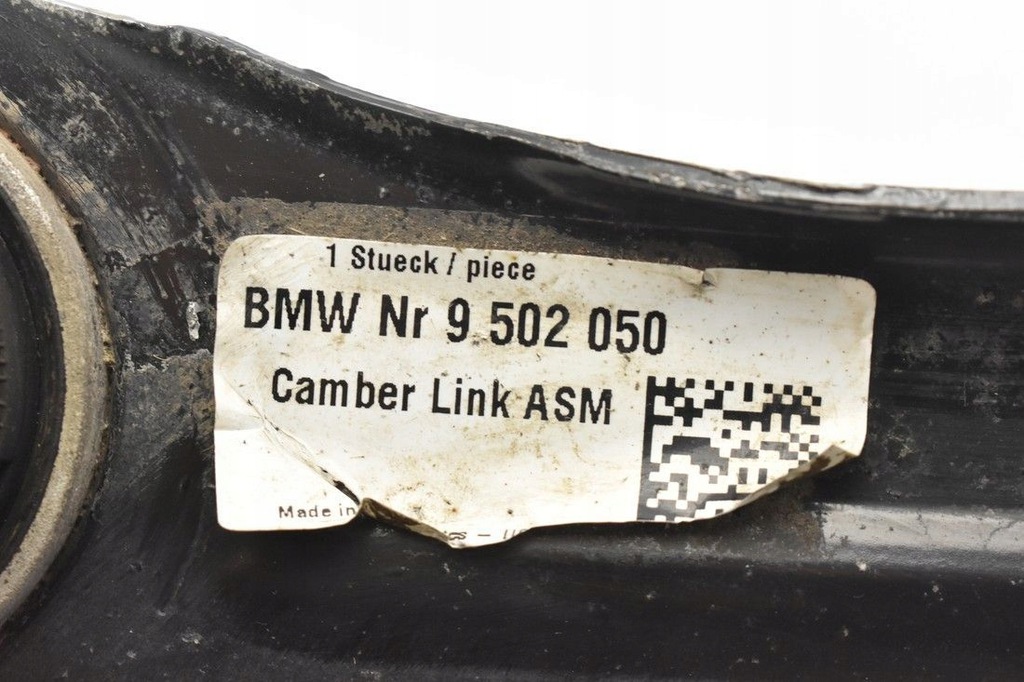 1 Stueck / piece
BMW Nr 9 502 050
Camber Link ASM
Made in